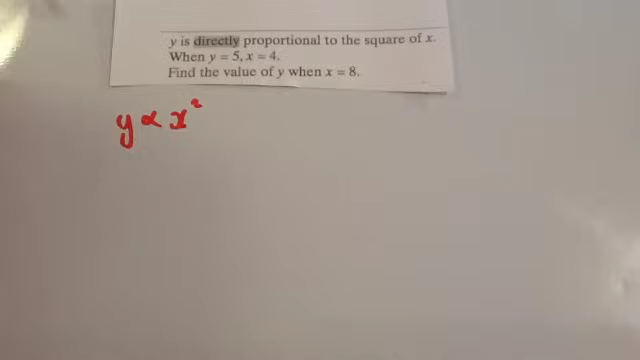 y is directly proportional to the square of x.
When y = 5, x = 4.
Find the value of y when x = 8.
y ∝ x²